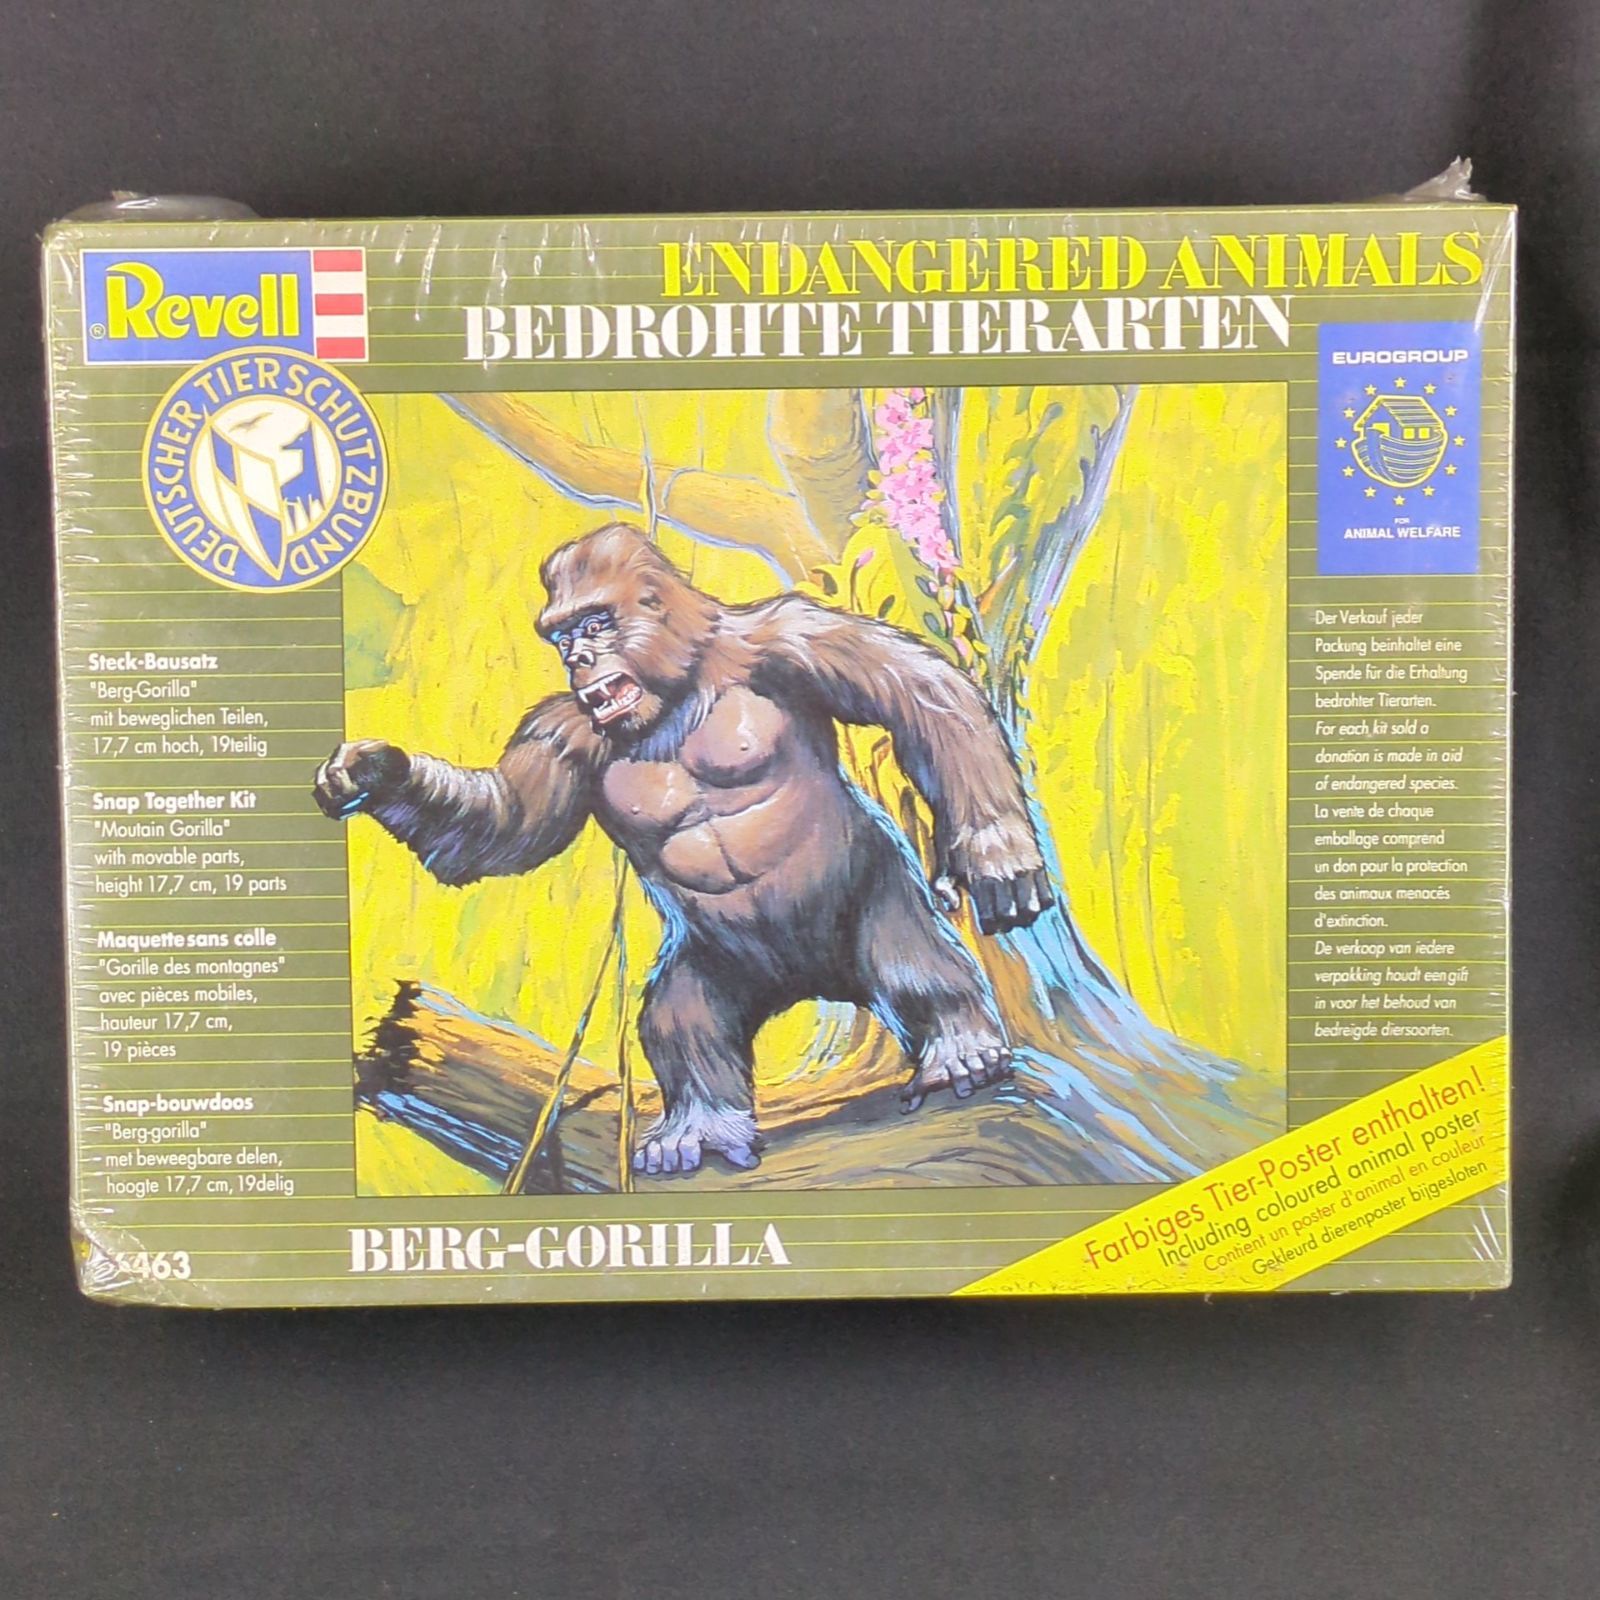 Revell
®
ENDANGERED ANIMALS
BEDROHTE TIERARTEN
DEUTSCHER TIERSCHUTZBUND
EUROGROUP
FOR
ANIMAL WELFARE
Steck-Bausatz
"Berg-Gorilla"
mit beweglichen Teilen,
17,7 cm hoch, 19teilig
Snap Together Kit
"Moutain Gorilla"
with movable parts,
height 17,7 cm, 19 parts
Maquette sans colle
"Gorille des montagnes"
avec pièces mobiles,
hauteur 17,7 cm,
19 pièces
Snap-bouwdoos
"Berg-gorilla"
met beweegbare delen,
hoogte 17,7 cm, 19delig
Der Verkauf jeder
Packung beinhaltet eine
Spende für die Erhaltung
bedrohter Tierarten.
For each kit sold a
donation is made in aid
of endangered species.
La vente de chaque
emballage comprend
un don pour la protection
des animaux menacés
d'extinction.
De verkoop van iedere
verpakking houdt een gift
in voor het behoud van
bedreigde diersoorten.
Farbiges Tier-Poster enthalten!
Including coloured animal poster
Contient un poster d'animal en couleur
Gekleurd dierenposter bijgesloten
BERG-GORILLA